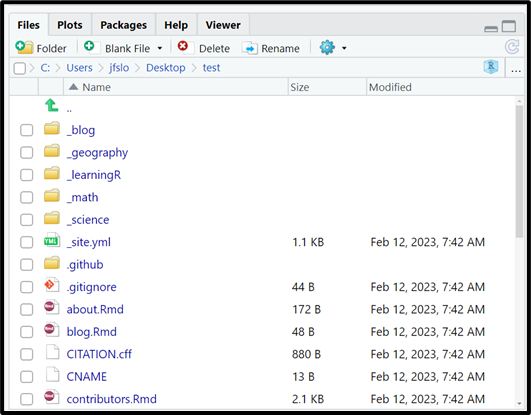 Files Plots Packages Help Viewer
Folder Blank File Delete Rename
C: Users jfslo Desktop test R ...
Name Size Modified
..
_blog
_geography
_learningR
_math
_science
YML _site.yml 1.1 KB Feb 12, 2023, 7:42 AM
.github
.gitignore 44 B Feb 12, 2023, 7:42 AM
Rmd about.Rmd 172 B Feb 12, 2023, 7:42 AM
Rmd blog.Rmd 48 B Feb 12, 2023, 7:42 AM
CITATION.cff 880 B Feb 12, 2023, 7:42 AM
CNAME 13 B Feb 12, 2023, 7:42 AM
Rmd contributors.Rmd 2.1 KB Feb 12, 2023, 7:42 AM